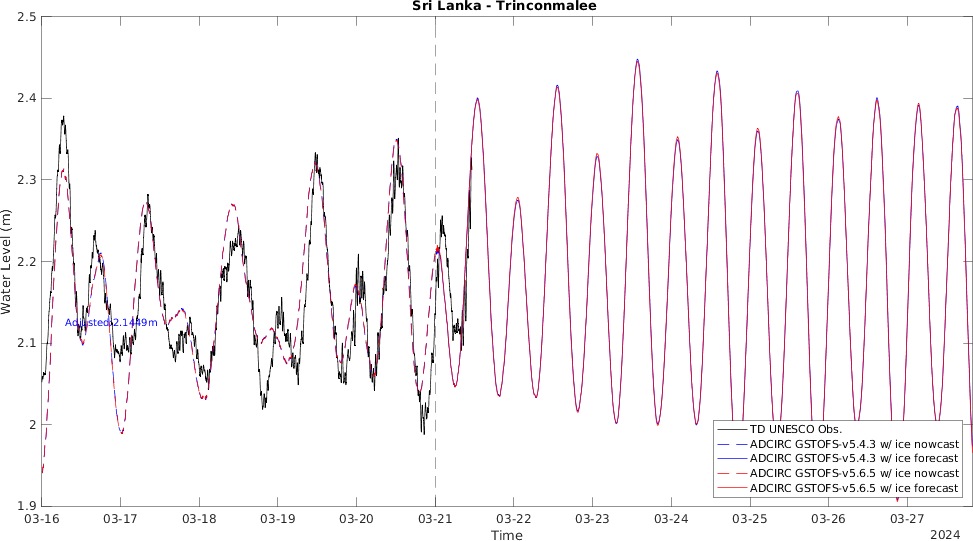 Sri Lanka - Trinconmalee
2.5
2.4
2.3
2.2
2.1
2
1.9
Water Level (m)
Adjusted 2.1449m
TD UNESCO Obs.
ADCIRC GSTOFS-v5.4.3 w/ ice nowcast
ADCIRC GSTOFS-v5.4.3 w/ ice forecast
ADCIRC GSTOFS-v5.6.5 w/ ice nowcast
ADCIRC GSTOFS-v5.6.5 w/ ice forecast
03-16 03-17 03-18 03-19 03-20 03-21 03-22 03-23 03-24 03-25 03-26 03-27
Time
2024